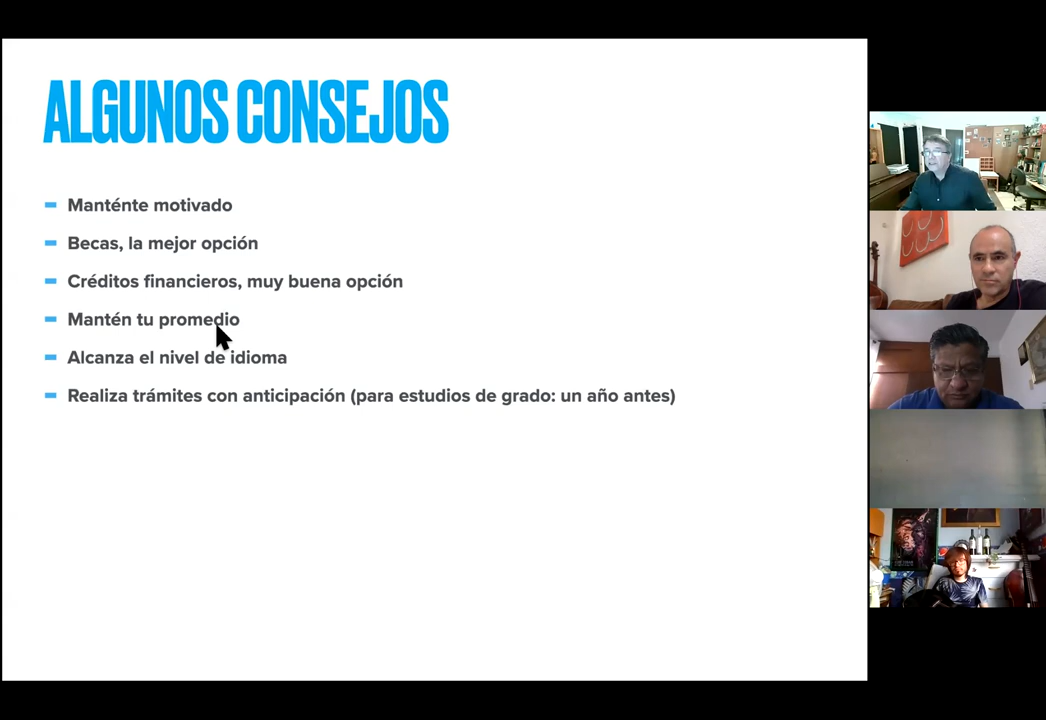 ALGUNOS CONSEJOS
Manténte motivado
Becas, la mejor opción
Créditos financieros, muy buena opción
Mantén tu promedio
Alcanza el nivel de idioma
Realiza trámites con anticipación (para estudios de grado: un año antes)